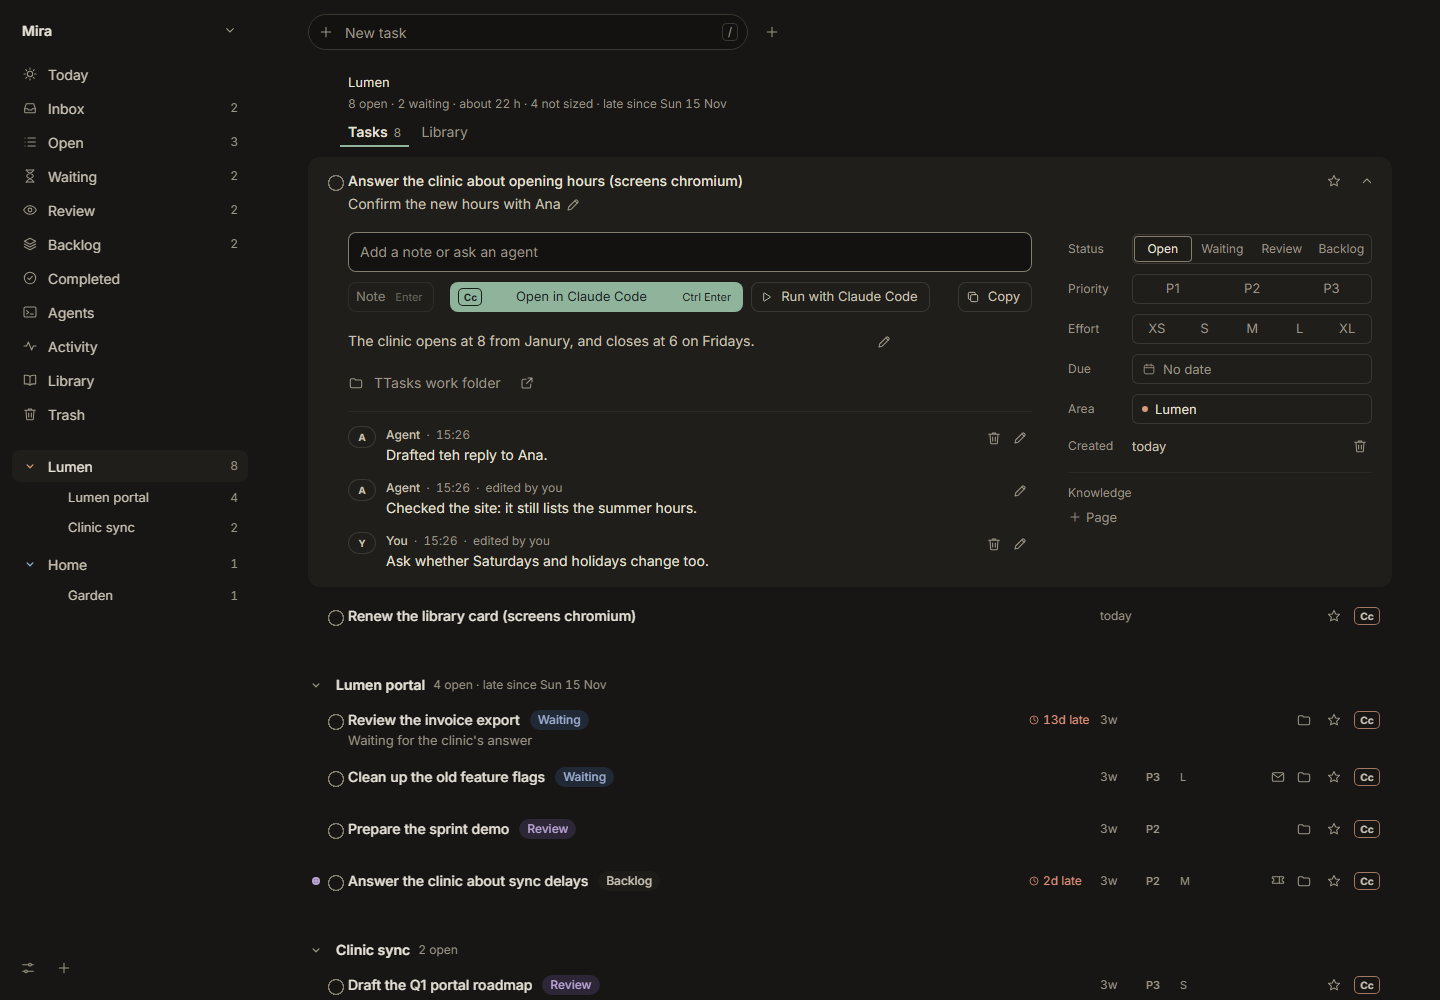 Mira
Today
Inbox 2
Open 3
Waiting 2
Review 2
Backlog 2
Completed
Agents
Activity
Library
Trash
Lumen 8
Lumen portal 4
Clinic sync 2
Home 1
Garden 1
New task /
Lumen
8 open · 2 waiting · about 22 h · 4 not sized · late since Sun 15 Nov
Tasks 8 Library
Answer the clinic about opening hours (screens chromium)
Confirm the new hours with Ana
Add a note or ask an agent
Note Enter Cc Open in Claude Code Ctrl Enter Run with Claude Code Copy
The clinic opens at 8 from Janury, and closes at 6 on Fridays.
TTasks work folder
A Agent · 15:26
Drafted teh reply to Ana.
A Agent · 15:26 · edited by you
Checked the site: it still lists the summer hours.
Y You · 15:26 · edited by you
Ask whether Saturdays and holidays change too.
Status Open Waiting Review Backlog
Priority P1 P2 P3
Effort XS S M L XL
Due No date
Area Lumen
Created today
Knowledge
Page
Renew the library card (screens chromium) today Cc
Lumen portal 4 open · late since Sun 15 Nov
Review the invoice export Waiting 13d late 3w Cc
Waiting for the clinic's answer
Clean up the old feature flags Waiting 3w P3 L Cc
Prepare the sprint demo Review 3w P2 Cc
Answer the clinic about sync delays Backlog 2d late 3w P2 M Cc
Clinic sync 2 open
Draft the Q1 portal roadmap Review 3w P3 S Cc